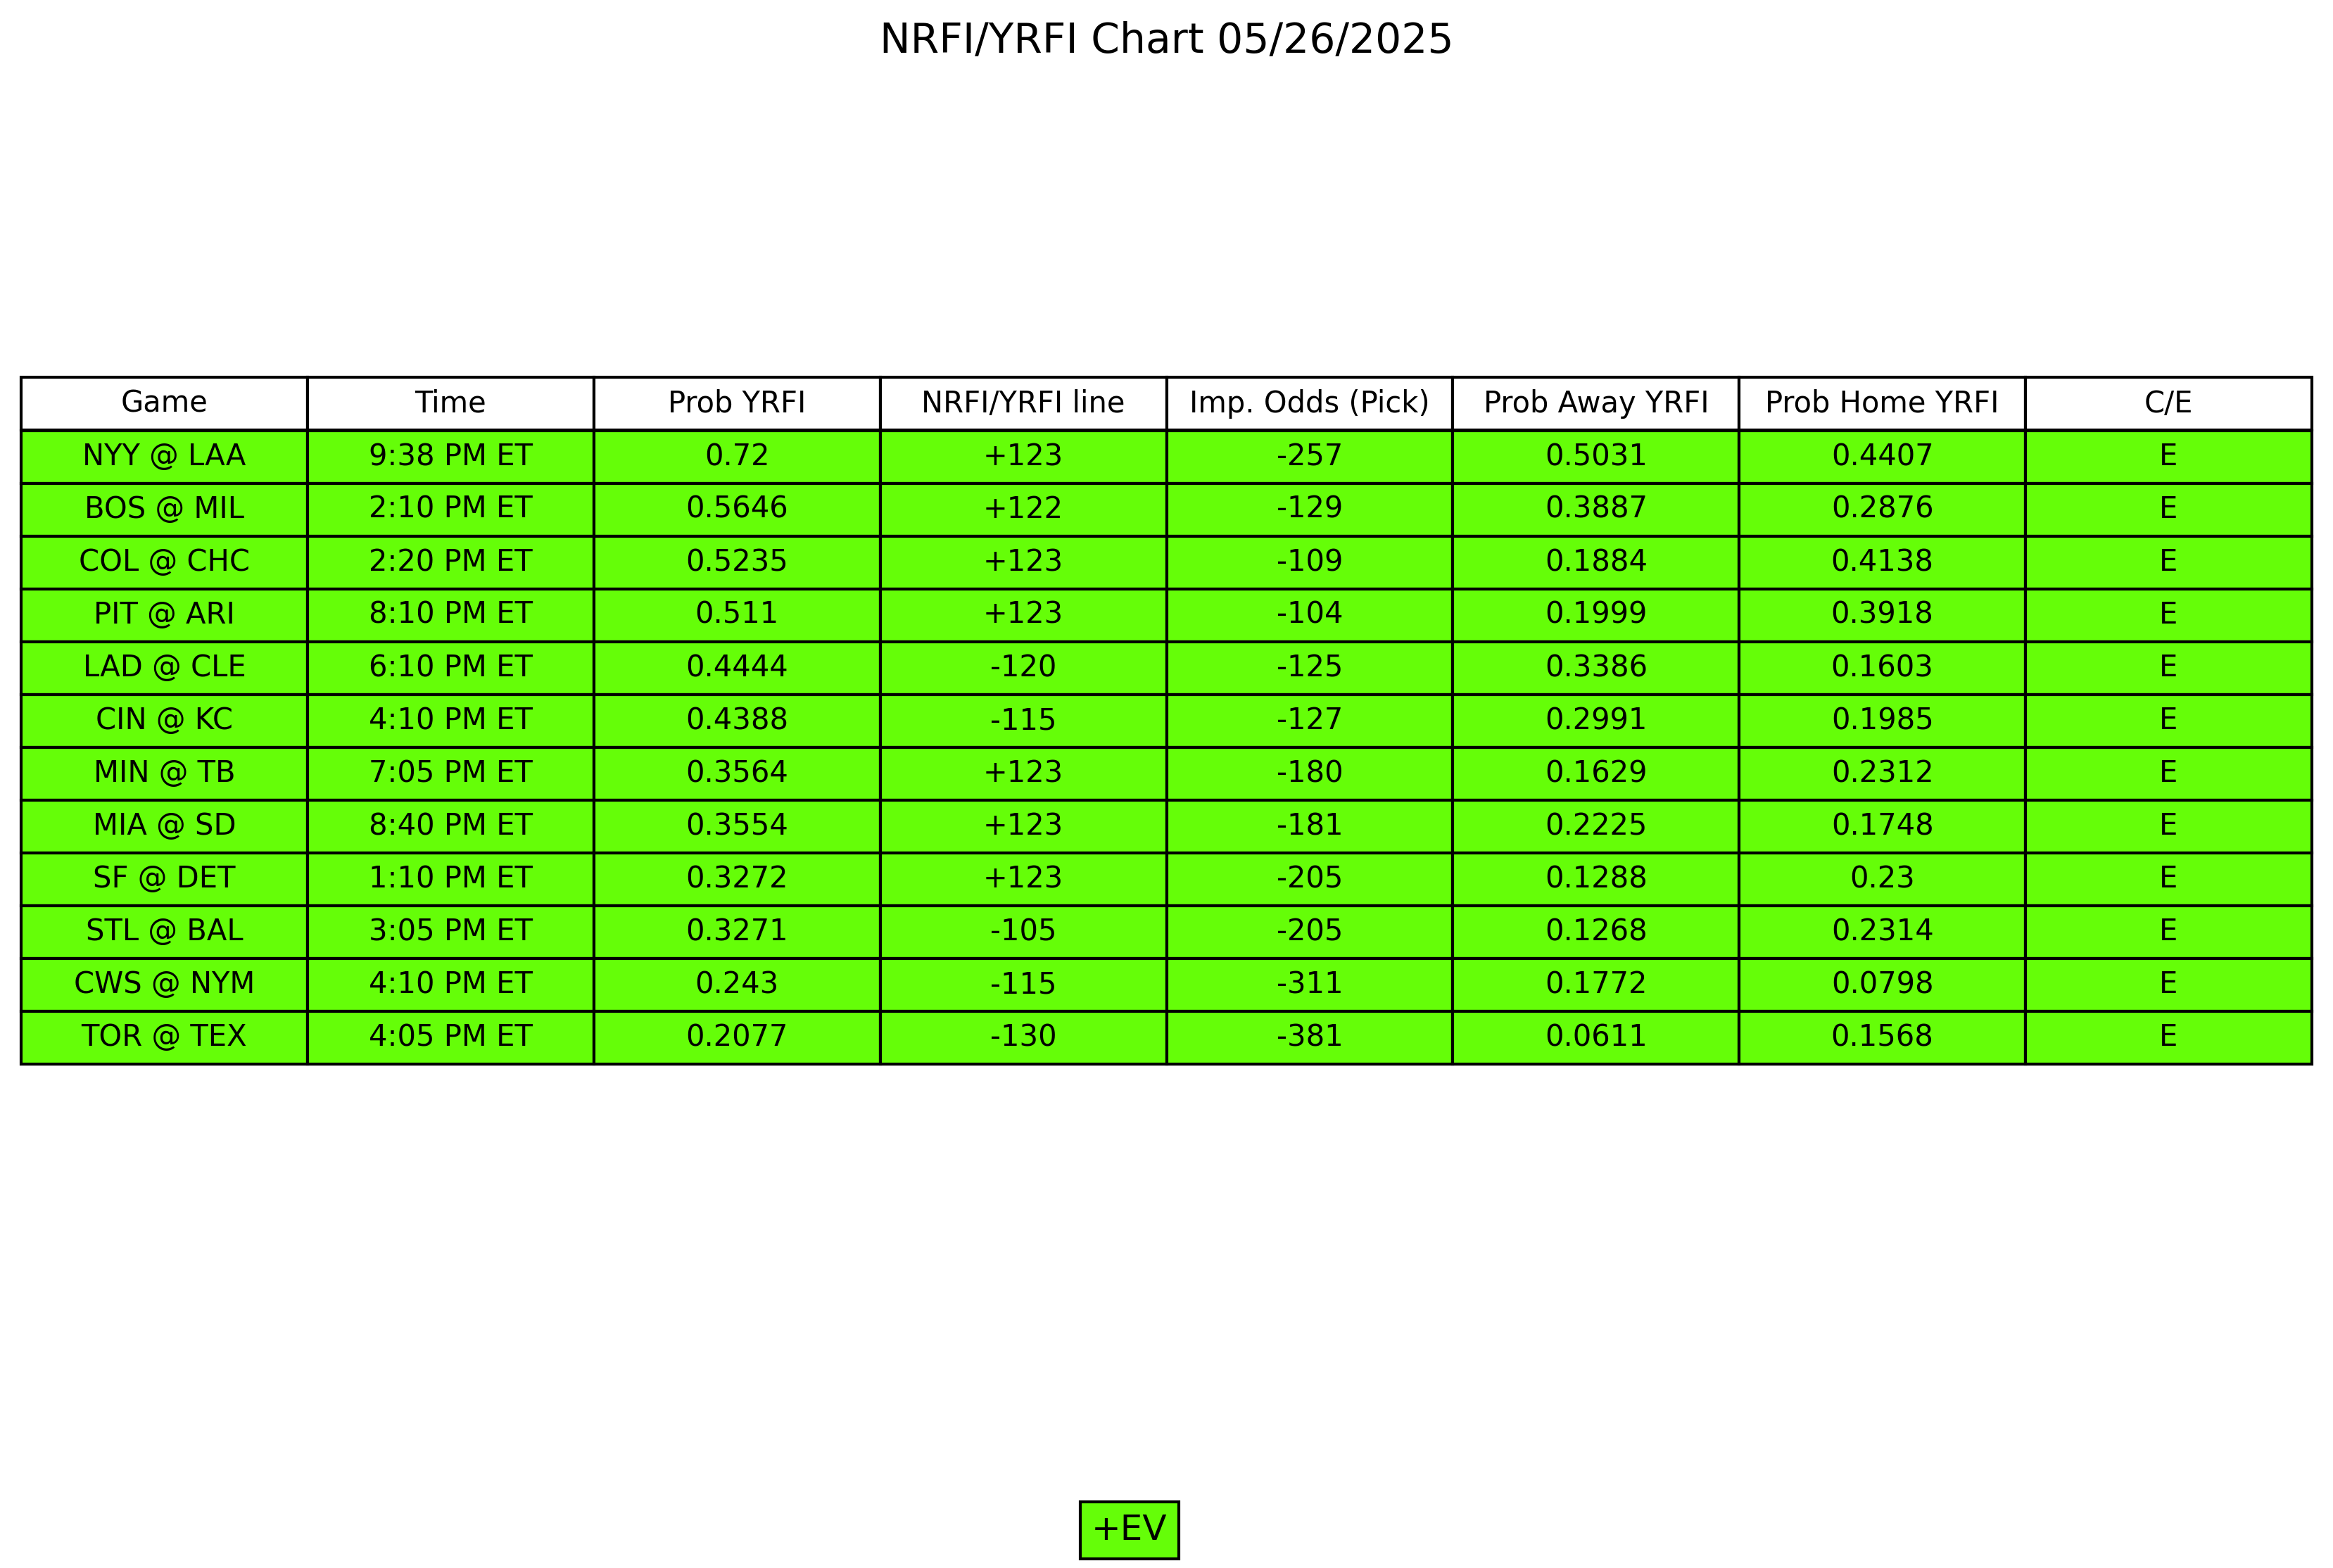 NRFI/YRFI Chart 05/26/2025
Game Time Prob YRFI NRFI/YRFI line Imp. Odds (Pick) Prob Away YRFI Prob Home YRFI C/E
NYY @ LAA 9:38 PM ET 0.72 +123 -257 0.5031 0.4407 E
BOS @ MIL 2:10 PM ET 0.5646 +122 -129 0.3887 0.2876 E
COL @ CHC 2:20 PM ET 0.5235 +123 -109 0.1884 0.4138 E
PIT @ ARI 8:10 PM ET 0.511 +123 -104 0.1999 0.3918 E
LAD @ CLE 6:10 PM ET 0.4444 -120 -125 0.3386 0.1603 E
CIN @ KC 4:10 PM ET 0.4388 -115 -127 0.2991 0.1985 E
MIN @ TB 7:05 PM ET 0.3564 +123 -180 0.1629 0.2312 E
MIA @ SD 8:40 PM ET 0.3554 +123 -181 0.2225 0.1748 E
SF @ DET 1:10 PM ET 0.3272 +123 -205 0.1288 0.23 E
STL @ BAL 3:05 PM ET 0.3271 -105 -205 0.1268 0.2314 E
CWS @ NYM 4:10 PM ET 0.243 -115 -311 0.1772 0.0798 E
TOR @ TEX 4:05 PM ET 0.2077 -130 -381 0.0611 0.1568 E
+EV